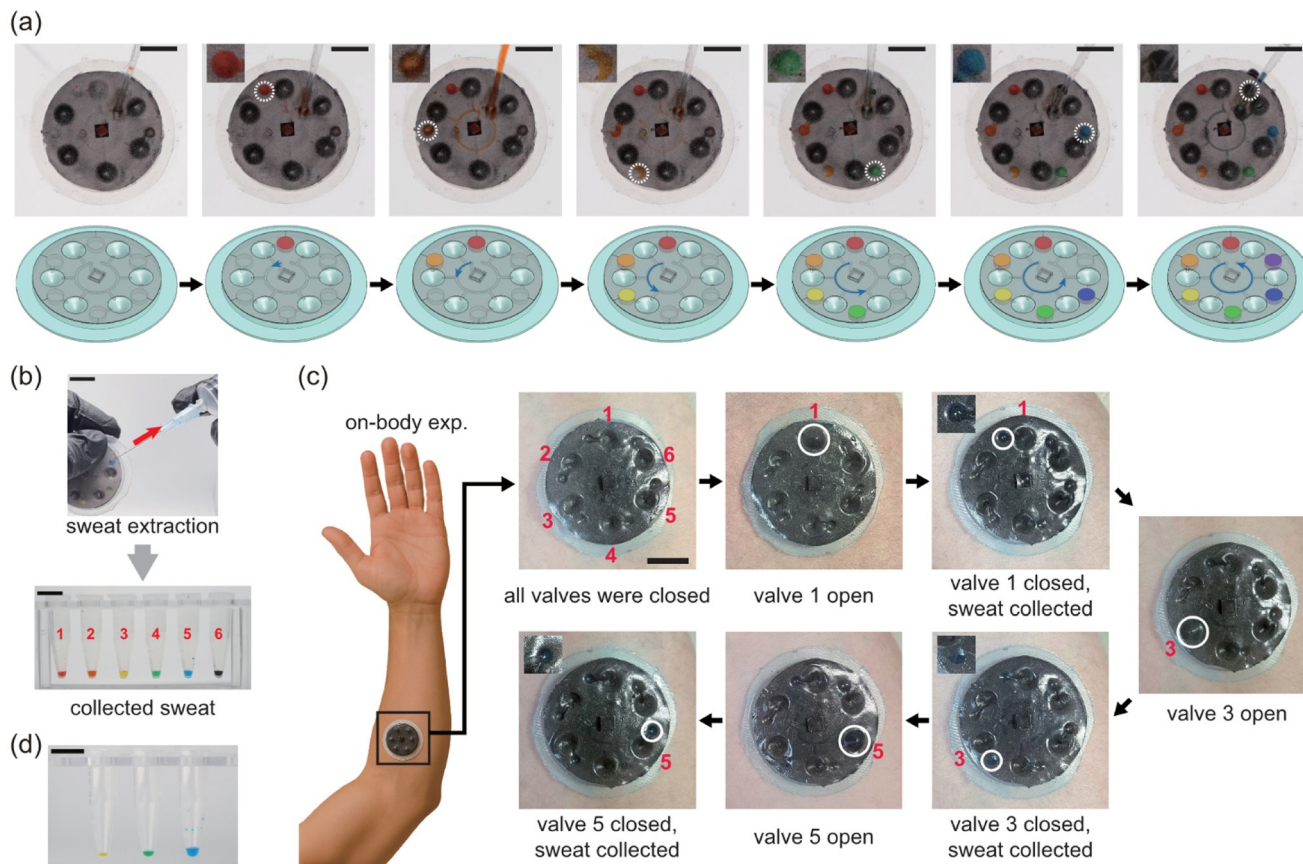 (a)
(b)
sweat extraction
1 2 3 4 5 6
collected sweat
(c)
on-body exp.
1
2
6
3
5
4
all valves were closed
1
valve 1 open
1
valve 1 closed,
sweat collected
3
valve 3 open
3
valve 3 closed,
sweat collected
5
valve 5 open
5
valve 5 closed,
sweat collected
(d)